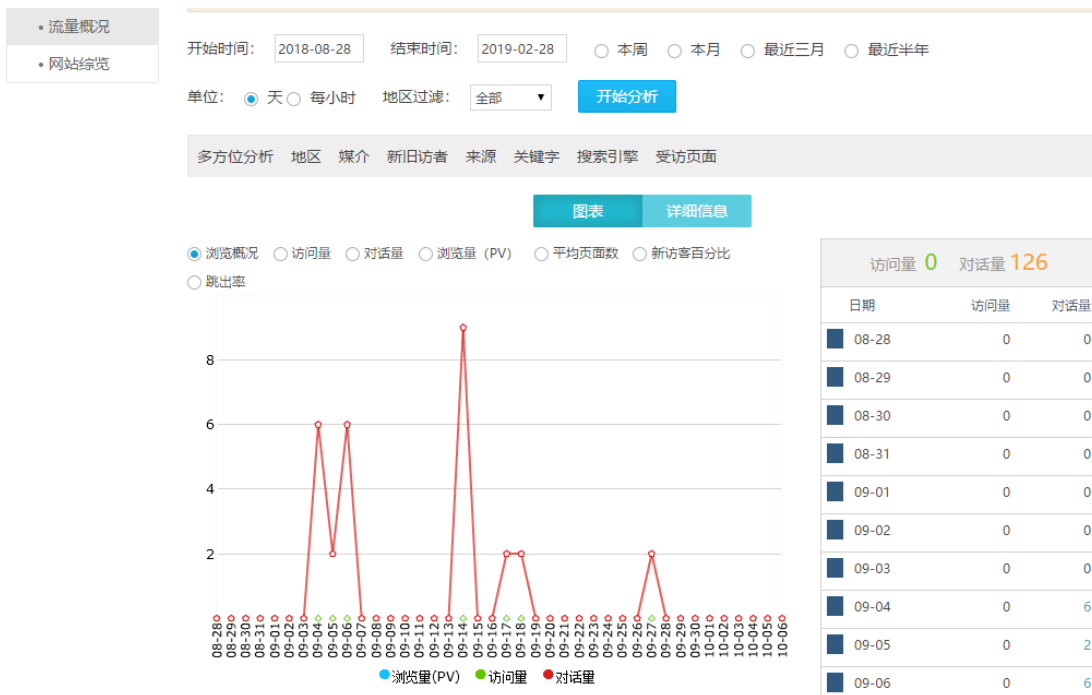 • 流量概况
• 网站综览
开始时间： 2018-08-28 结束时间： 2019-02-28 本周 本月 最近三月 最近半年
单位： 天 每小时 地区过滤： 全部 开始分析
多方位分析 地区 媒介 新旧访者 来源 关键字 搜索引擎 受访页面
图表 详细信息
浏览概况 访问量 对话量 浏览量（PV） 平均页面数 新访客百分比
跳出率
8
6
4
2
08-28 08-29 08-30 08-31 09-01 09-02 09-03 09-04 09-05 09-06 09-07 09-08 09-09 09-10 09-11 09-12 09-13 09-14 09-15 09-16 09-17 09-18 09-19 09-20 09-21 09-22 09-23 09-24 09-25 09-26 09-27 09-28 09-29 09-30 10-01 10-02 10-03 10-04 10-05 10-06
浏览量(PV) 访问量 对话量
访问量 0 对话量 126
日期 访问量 对话量
08-28 0 0
08-29 0 0
08-30 0 0
08-31 0 0
09-01 0 0
09-02 0 0
09-03 0 0
09-04 0 6
09-05 0 2
09-06 0 6